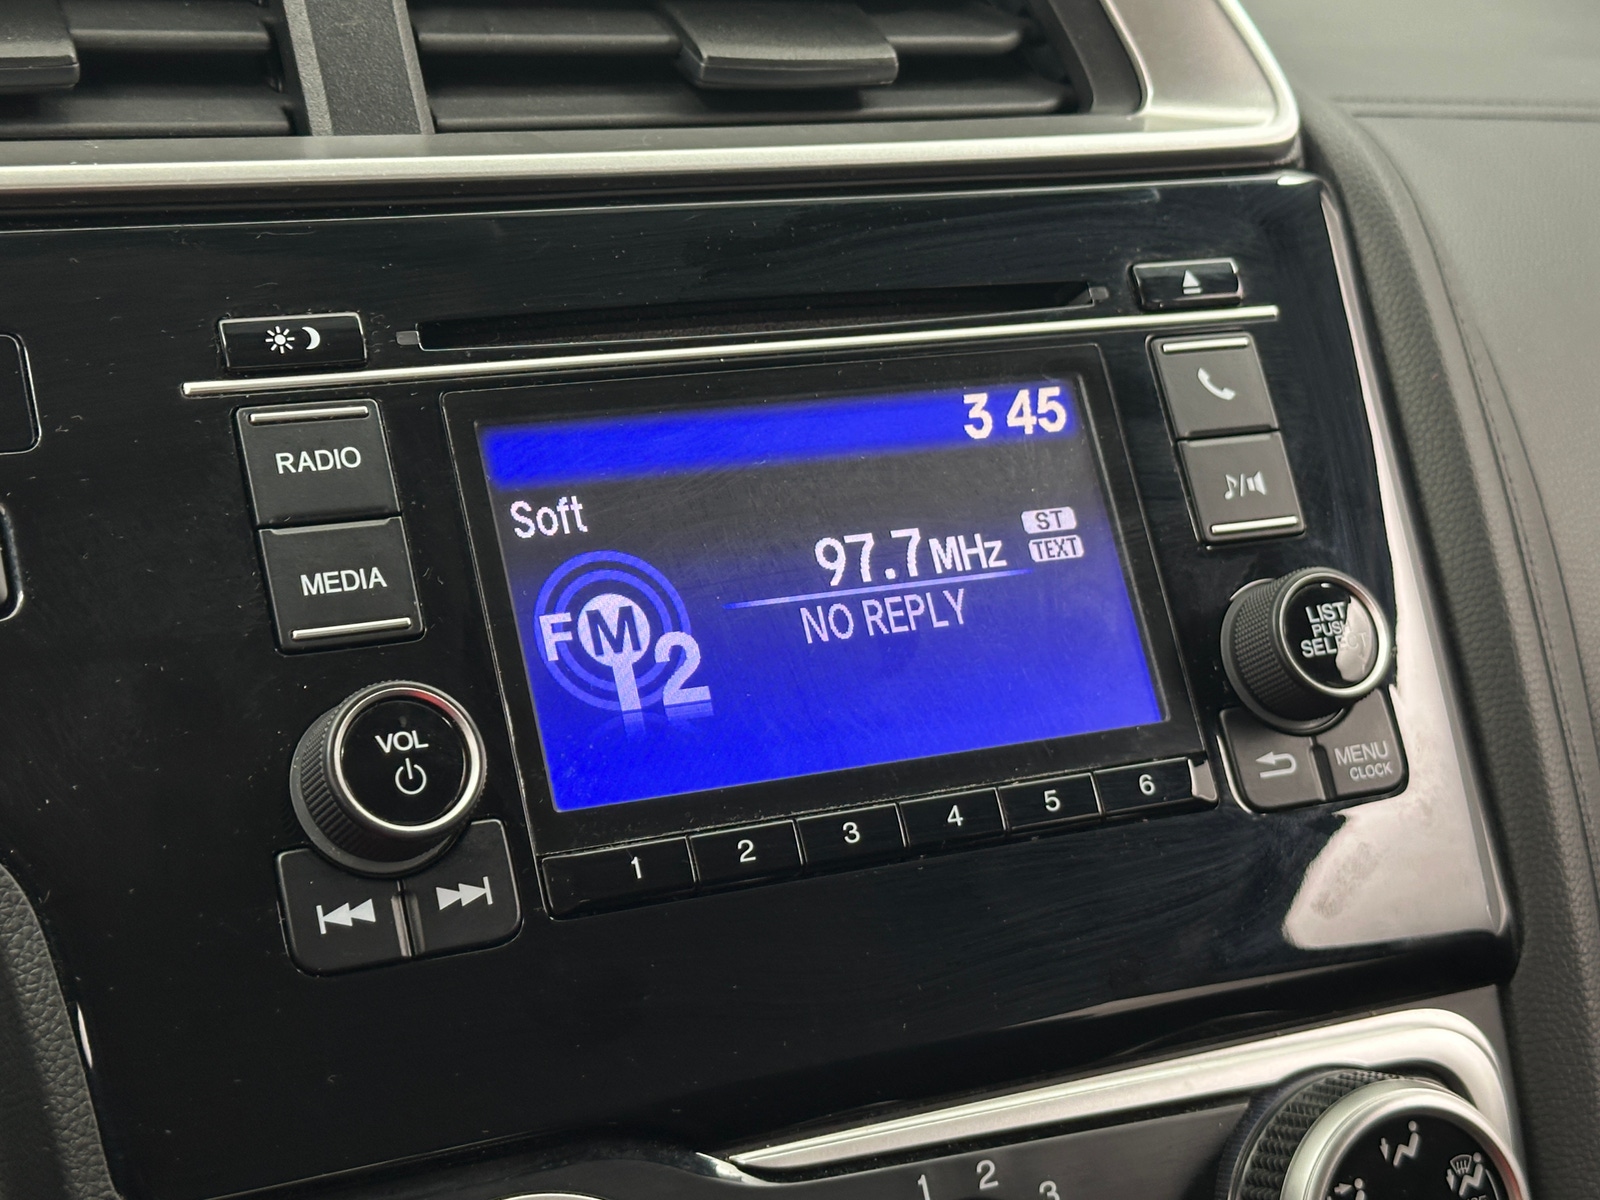 3 45
RADIO
Soft
97.7 MHz
ST
TEXT
MEDIA
NO REPLY
FM 2
LIST
PUSH
SELECT
VOL
MENU
CLOCK
1 2 3 4 5 6
1 2 3